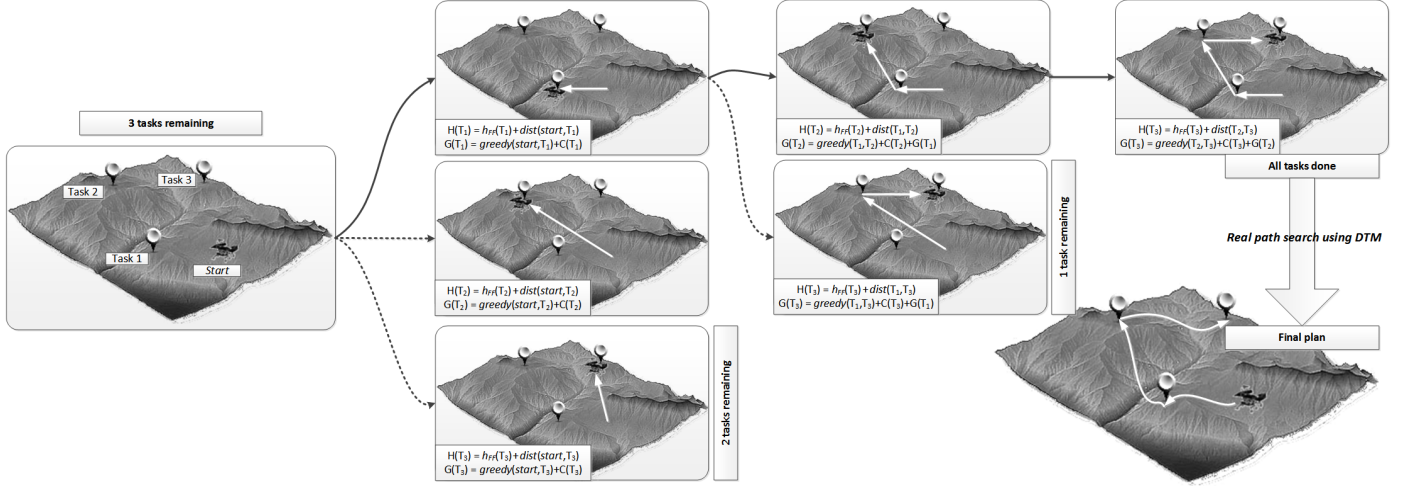 3 tasks remaining
Task 2
Task 3
Task 1
Start
H(T₁) = hFF(T₁)+dist(start,T₁)
G(T₁) = greedy(start,T₁)+C(T₁)
H(T₂) = hFF(T₂)+dist(start,T₂)
G(T₂) = greedy(start,T₂)+C(T₂)
H(T₃) = hFF(T₃)+dist(start,T₃)
G(T₃) = greedy(start,T₃)+C(T₃)
2 tasks remaining
H(T₂) = hFF(T₂)+dist(T₁,T₂)
G(T₂) = greedy(T₁,T₂)+C(T₂)+G(T₁)
H(T₃) = hFF(T₃)+dist(T₁,T₃)
G(T₃) = greedy(T₁,T₃)+C(T₃)+G(T₁)
1 task remaining
H(T₃) = hFF(T₃)+dist(T₂,T₃)
G(T₃) = greedy(T₂,T₃)+C(T₃)+G(T₂)
All tasks done
Real path search using DTM
Final plan